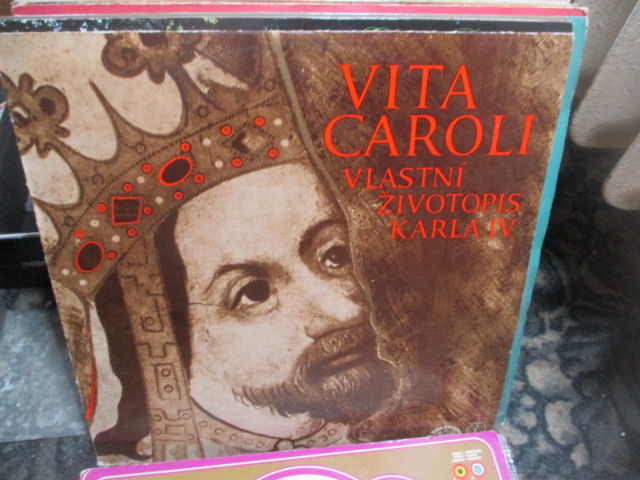 VITA
CAROLI
VLASTNÍ
ŽIVOTOPIS
KARLA IV